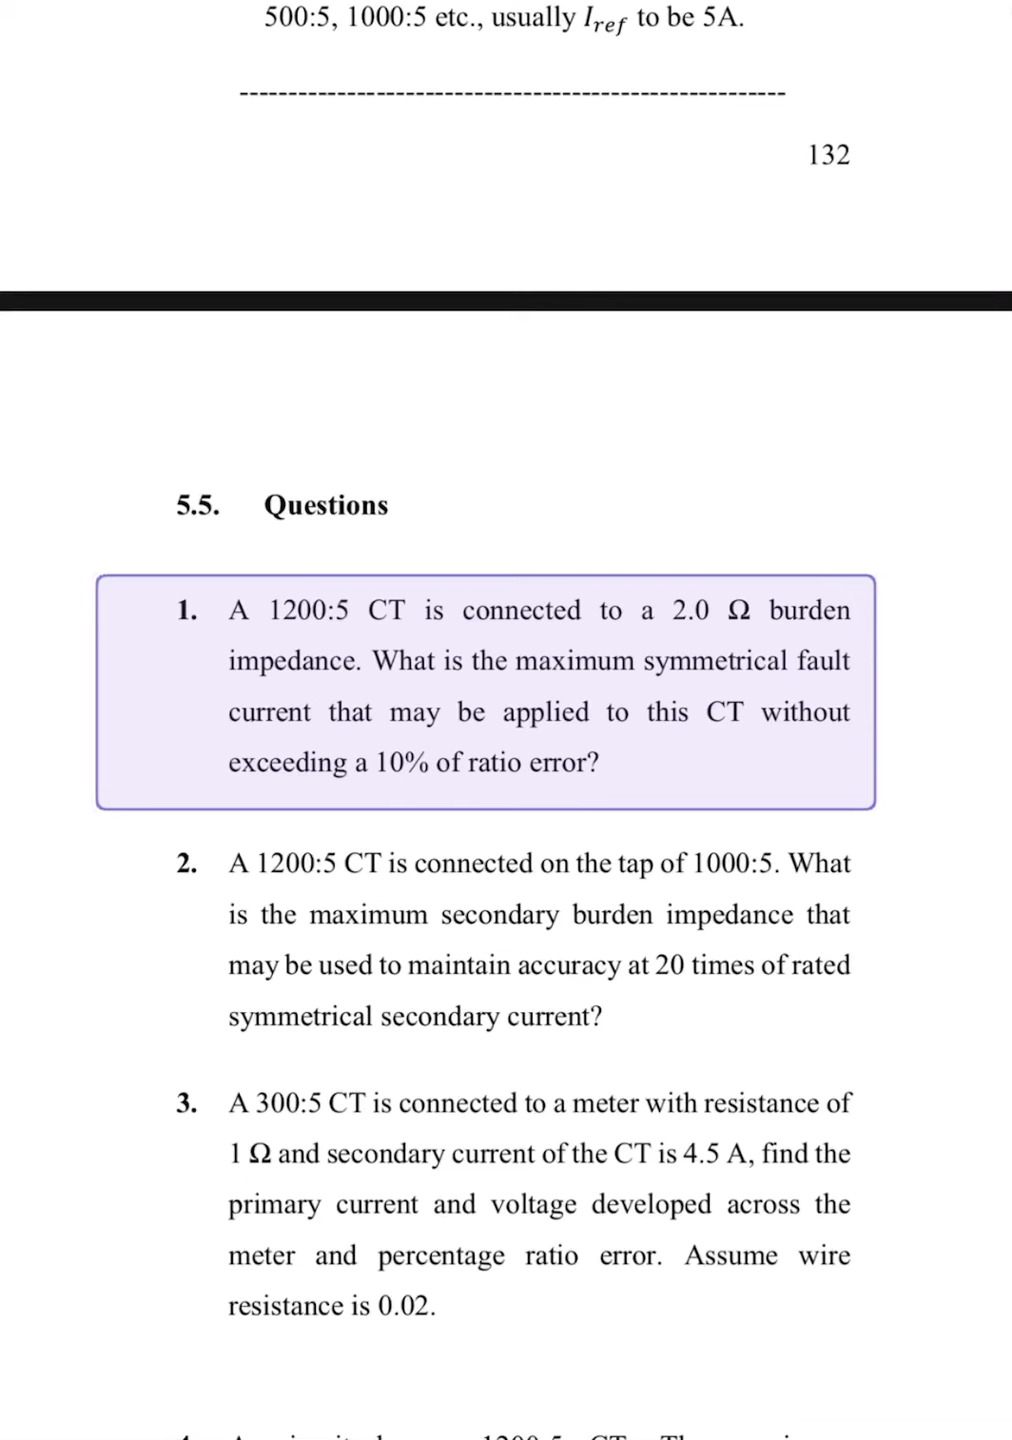 500:5, 1000:5 etc., usually I_ref to be 5A.
--------------------------------------------------------
132
5.5. Questions
1. A 1200:5 CT is connected to a 2.0 Ω burden
impedance. What is the maximum symmetrical fault
current that may be applied to this CT without
exceeding a 10% of ratio error?
2. A 1200:5 CT is connected on the tap of 1000:5. What
is the maximum secondary burden impedance that
may be used to maintain accuracy at 20 times of rated
symmetrical secondary current?
3. A 300:5 CT is connected to a meter with resistance of
1 Ω and secondary current of the CT is 4.5 A, find the
primary current and voltage developed across the
meter and percentage ratio error. Assume wire
resistance is 0.02.